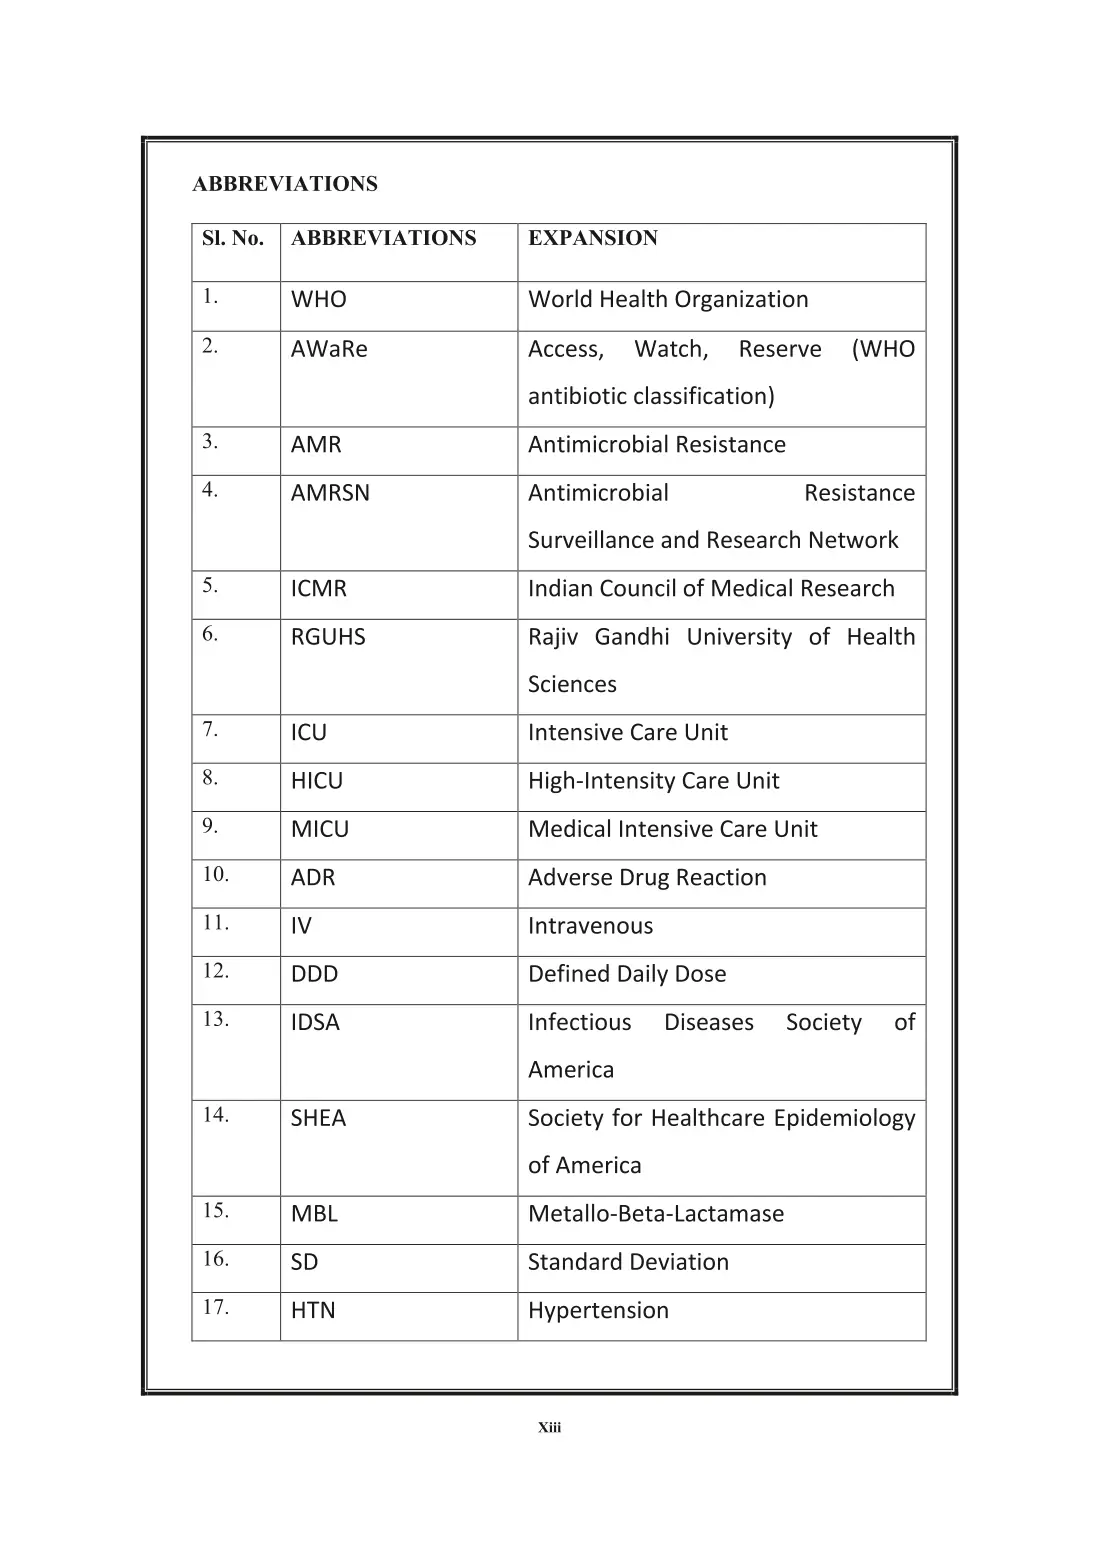 ABBREVIATIONS
Sl. No. ABBREVIATIONS EXPANSION
1. WHO World Health Organization
2. AWaRe Access, Watch, Reserve (WHO
antibiotic classification)
3. AMR Antimicrobial Resistance
4. AMRSN Antimicrobial Resistance
Surveillance and Research Network
5. ICMR Indian Council of Medical Research
6. RGUHS Rajiv Gandhi University of Health
Sciences
7. ICU Intensive Care Unit
8. HICU High-Intensity Care Unit
9. MICU Medical Intensive Care Unit
10. ADR Adverse Drug Reaction
11. IV Intravenous
12. DDD Defined Daily Dose
13. IDSA Infectious Diseases Society of
America
14. SHEA Society for Healthcare Epidemiology
of America
15. MBL Metallo-Beta-Lactamase
16. SD Standard Deviation
17. HTN Hypertension
Xiii